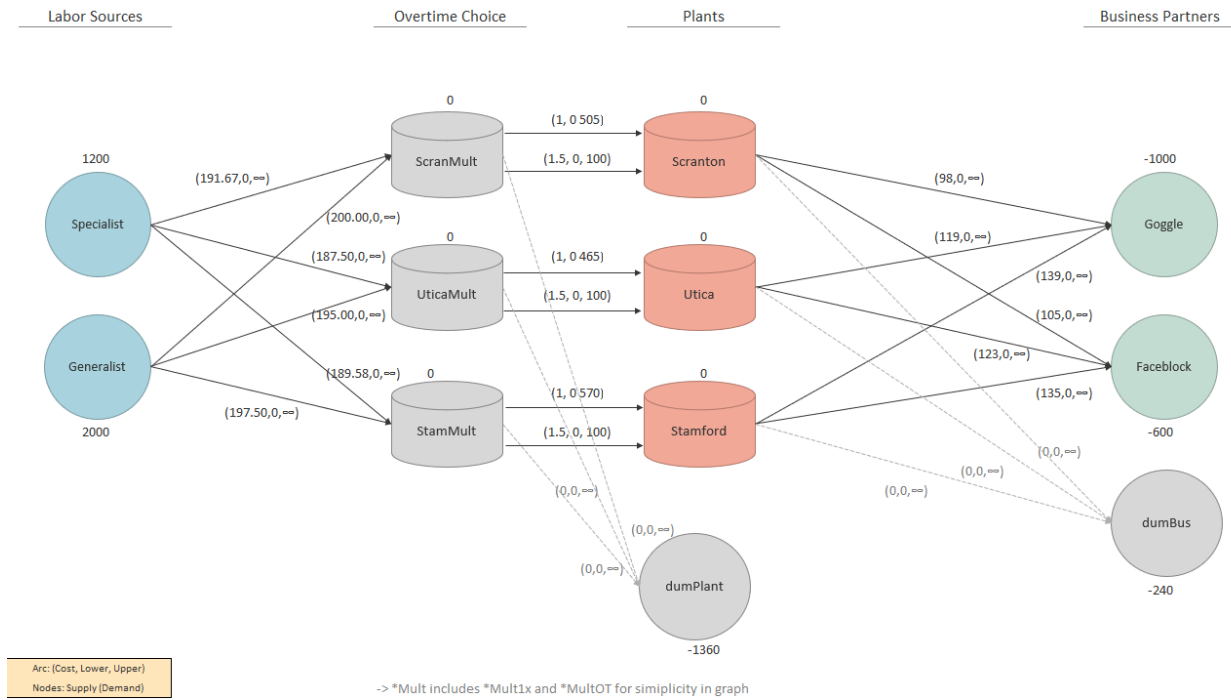 Labor Sources
Overtime Choice
Plants
Business Partners
0
0
(1, 0 505)
ScranMult
Scranton
(1.5, 0, 100)
1200
-1000
(191.67,0,∞)
(98,0,∞)
Specialist
(200.00,0,∞)
Goggle
0
0
(119,0,∞)
(187.50,0,∞)
(1, 0 465)
(139,0,∞)
UticaMult
Utica
(1.5, 0, 100)
(195.00,0,∞)
(105,0,∞)
(123,0,∞)
Generalist
Faceblock
(189.58,0,∞)
0
0
(135,0,∞)
(1, 0 570)
(197.50,0,∞)
StamMult
Stamford
2000
(1.5, 0, 100)
-600
(0,0,∞)
(0,0,∞)
(0,0,∞)
(0,0,∞)
dumBus
(0,0,∞)
(0,0,∞)
dumPlant
-240
-1360
Arc: (Cost, Lower, Upper)
Nodes: Supply (Demand)
-> *Mult includes *Mult1x and *MultOT for simiplicity in graph